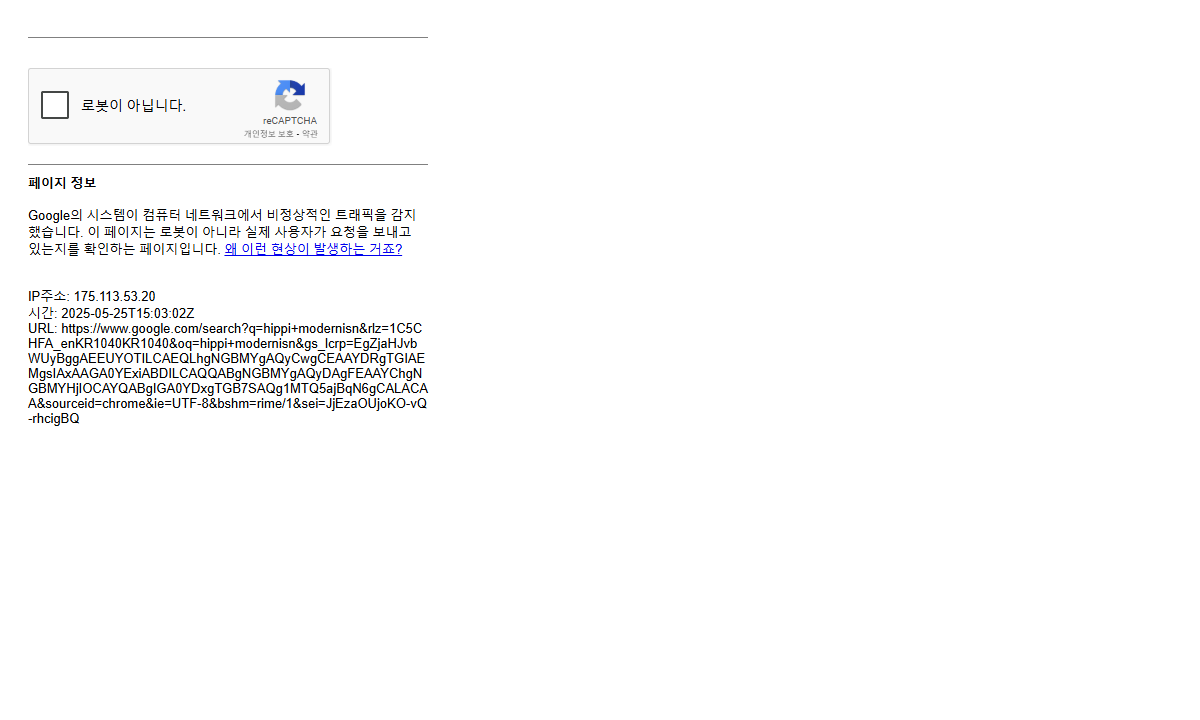 로봇이 아닙니다.
reCAPTCHA
개인정보 보호 - 약관
페이지 정보
Google의 시스템이 컴퓨터 네트워크에서 비정상적인 트래픽을 감지
했습니다. 이 페이지는 로봇이 아니라 실제 사용자가 요청을 보내고
있는지를 확인하는 페이지입니다. 왜 이런 현상이 발생하는 거죠?
IP주소: 175.113.53.20
시간: 2025-05-25T15:03:02Z
URL: https://www.google.com/search?q=hippi+modernisn&rlz=1C5C
HFA_enKR1040KR1040&oq=hippi+modernisn&gs_lcrp=EgZjaHJvb
WUyBggAEEUYOTILCAEQLhgNGBMYgAQyCwgCEAAYDRgTGIAE
MgsIAxAAGA0YExiABDILCAQQABgNGBMYgAQyDAgFEAAYChgN
GBMYHjIOCAYQABgIGA0YDxgTGB7SAQg1MTQ5ajBqN6gCALACA
A&sourceid=chrome&ie=UTF-8&bshm=rime/1&sei=JjEzaOUjoKO-vQ
-rhcigBQ